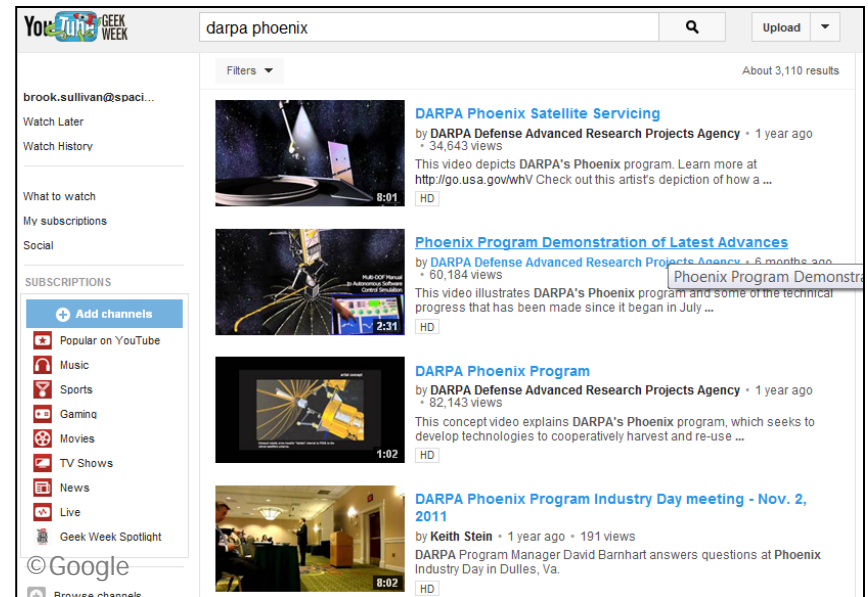 YouTube GEEK WEEK
darpa phoenix
Upload
Filters
About 3,110 results
brook.sullivan@spaci...
Watch Later
Watch History
What to watch
My subscriptions
Social
SUBSCRIPTIONS
Add channels
Popular on YouTube
Music
Sports
Gaming
Movies
TV Shows
News
Live
Geek Week Spotlight
©Google
Browse channels
8:01
DARPA Phoenix Satellite Servicing
by DARPA Defense Advanced Research Projects Agency • 1 year ago
• 34,643 views
This video depicts DARPA's Phoenix program. Learn more at
http://go.usa.gov/whV Check out this artist's depiction of how a ...
HD
Multi-DOF Manual
In Autonomous Software
Control Simulation
2:31
Phoenix Program Demonstration of Latest Advances
by DARPA Defense Advanced Research Projects Agency • 6 months ago
• 60,184 views
Phoenix Program Demonstra
This video illustrates DARPA's Phoenix program and some of the technical
progress that has been made since it began in July ...
HD
artist concept
1:02
DARPA Phoenix Program
by DARPA Defense Advanced Research Projects Agency • 1 year ago
• 82,143 views
This concept video explains DARPA's Phoenix program, which seeks to
develop technologies to cooperatively harvest and re-use ...
HD
8:02
DARPA Phoenix Program Industry Day meeting - Nov. 2,
2011
by Keith Stein • 1 year ago • 191 views
DARPA Program Manager David Barnhart answers questions at Phoenix
Industry Day in Dulles, Va.
HD